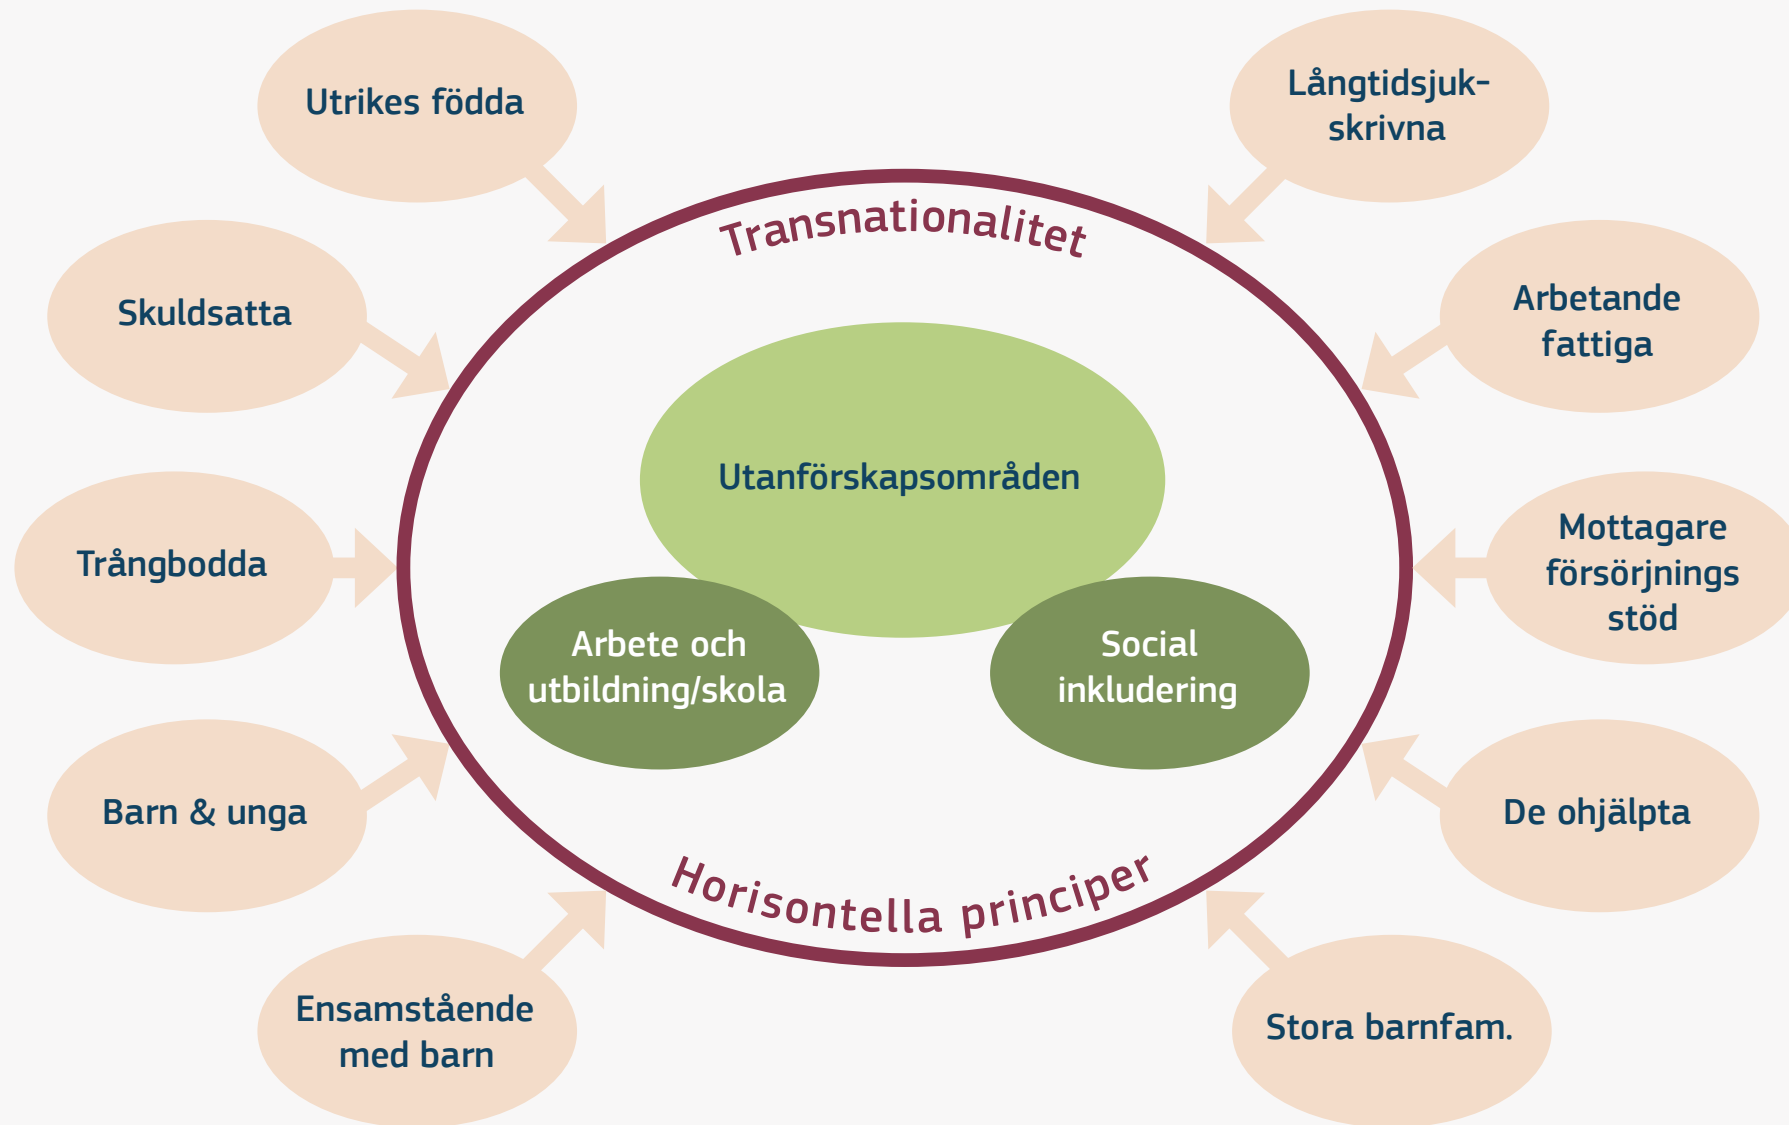 Utrikes födda
Långtidsjuk-
skrivna
Transnationalitet
Skuldsatta
Arbetande
fattiga
Utanförskapsområden
Trångbodda
Mottagare
försörjnings
stöd
Arbete och
utbildning/skola
Social
inkludering
Barn & unga
De ohjälpta
Horisontella principer
Ensamstående
med barn
Stora barnfam.